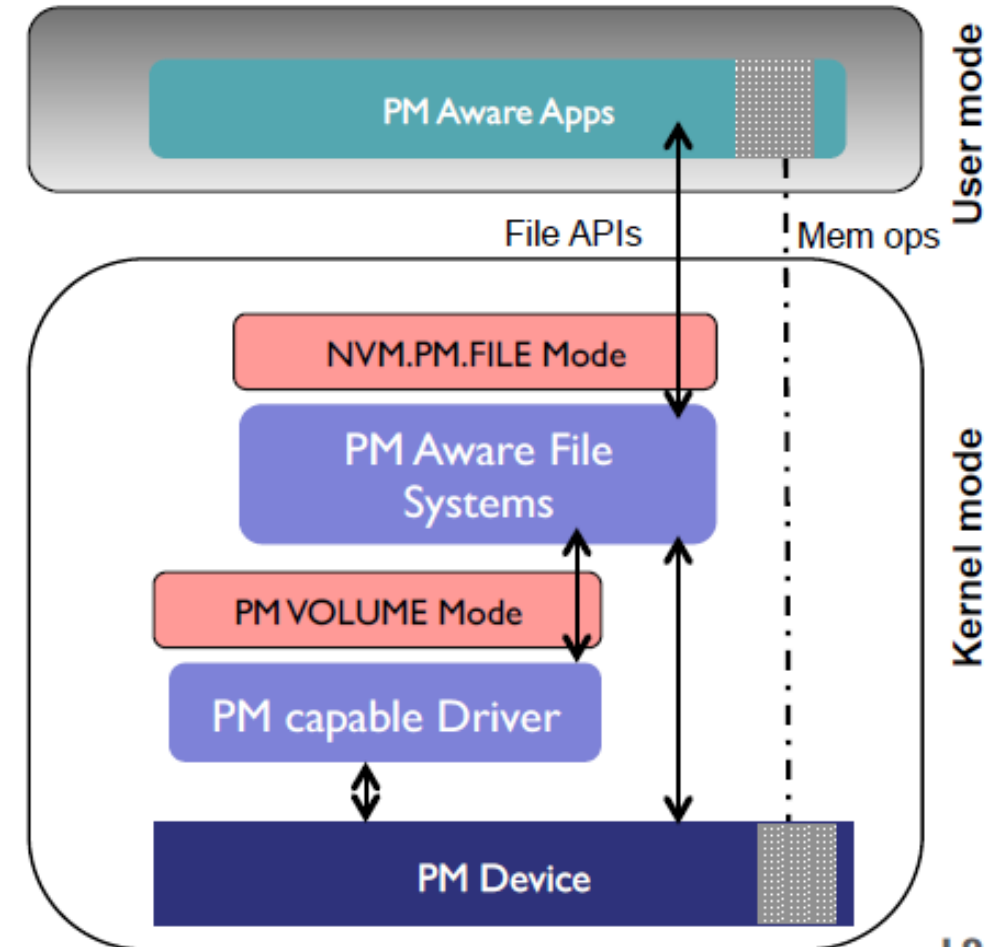 PM Aware Apps
User mode
File APIs
Mem ops
NVM.PM.FILE Mode
PM Aware File
Systems
Kernel mode
PM VOLUME Mode
PM capable Driver
PM Device